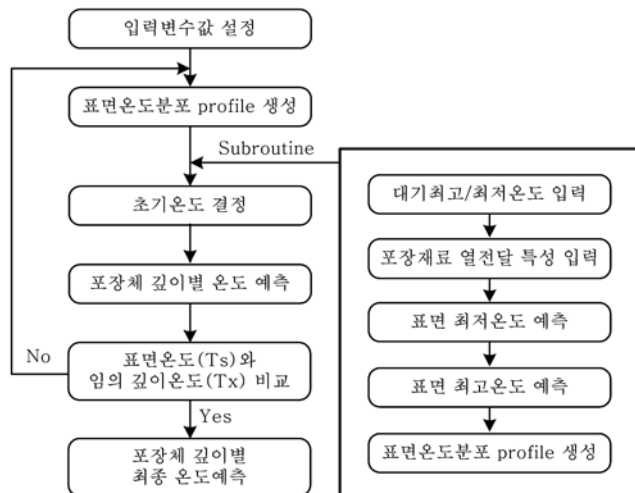 입력변수값 설정
표면온도분포 profile 생성
Subroutine
초기온도 결정
포장체 깊이별 온도 예측
No
표면온도(Ts)와
임의 깊이온도(Tx) 비교
Yes
포장체 깊이별
최종 온도예측
대기최고/최저온도 입력
포장재료 열전달 특성 입력
표면 최저온도 예측
표면 최고온도 예측
표면온도분포 profile 생성